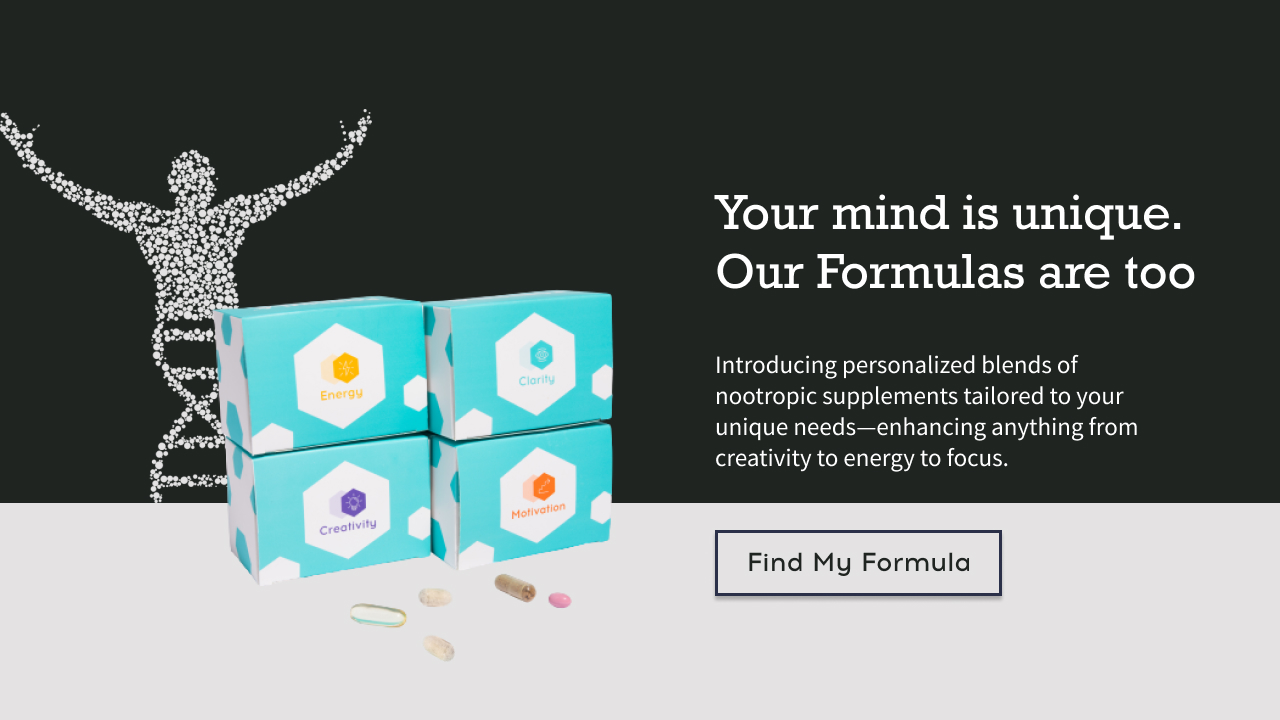 Your mind is unique.
Our Formulas are too
Introducing personalized blends of
nootropic supplements tailored to your
unique needs—enhancing anything from
creativity to energy to focus.
Find My Formula
Energy
Clarity
Creativity
Motivation